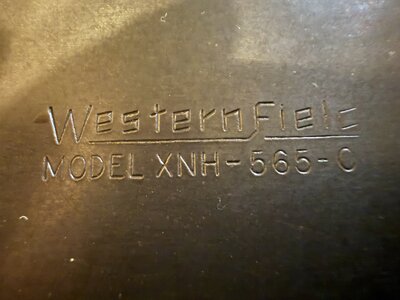 Western Field
MODEL XNH-565-C